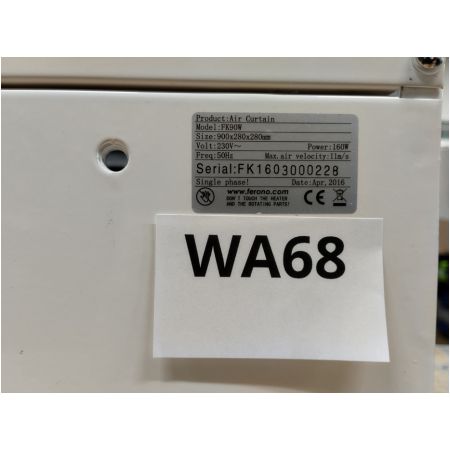 Product:Air Curtain
Model:FK90W
Size:900x280x280mm
Volt:230V~ Power:160W
Freq:50Hz Max.air velocity:11m/s
Serial:FK1603000228
Single phase! Date:Apr,2016
www.ferono.com
DON'T TOUCH THE HEATER
AND THE ROTATING PARTS!
CE
WA68